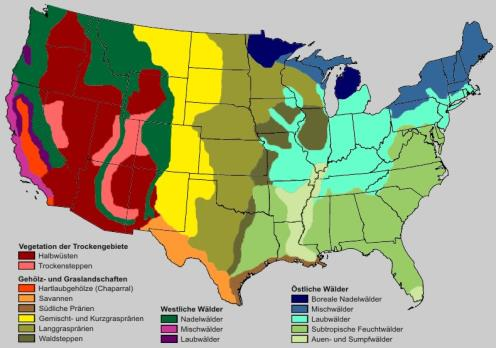 Vegetation der Trockengebiete
Halbwüsten
Trockensteppen
Gehölz- und Graslandschaften
Hartlaubgehölze (Chaparral)
Savannen
Südliche Prärien
Gemischt- und Kurzgrasprärien
Langgrasprärien
Waldsteppen
Westliche Wälder
Nadelwälder
Mischwälder
Laubwälder
Östliche Wälder
Boreale Nadelwälder
Mischwälder
Laubwälder
Subtropische Feuchtwälder
Auen- und Sumpfwälder